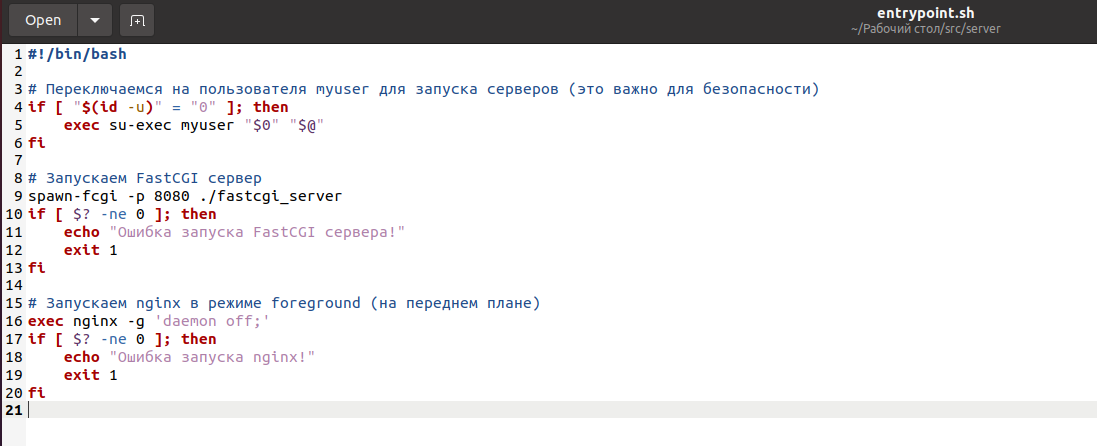 Open
entrypoint.sh
~/Рабочий стол/src/server
1 #!/bin/bash
2
3 # Переключаемся на пользователя myuser для запуска серверов (это важно для безопасности)
4 if [ "$(id -u)" = "0" ]; then
5     exec su-exec myuser "$0" "$@"
6 fi
7
8 # Запускаем FastCGI сервер
9 spawn-fcgi -p 8080 ./fastcgi_server
10 if [ $? -ne 0 ]; then
11     echo "Ошибка запуска FastCGI сервера!"
12     exit 1
13 fi
14
15 # Запускаем nginx в режиме foreground (на переднем плане)
16 exec nginx -g 'daemon off;'
17 if [ $? -ne 0 ]; then
18     echo "Ошибка запуска nginx!"
19     exit 1
20 fi
21